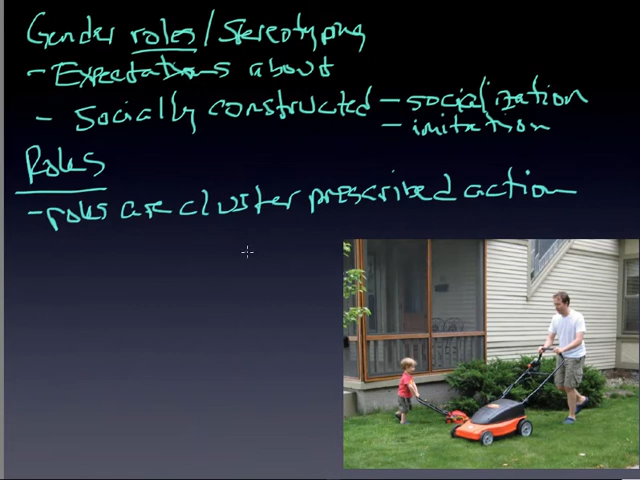 Gender roles/Stereotyping
- Expectations about
- Socially constructed - socialization
- imitation
Roles
- roles are cluster prescribed action